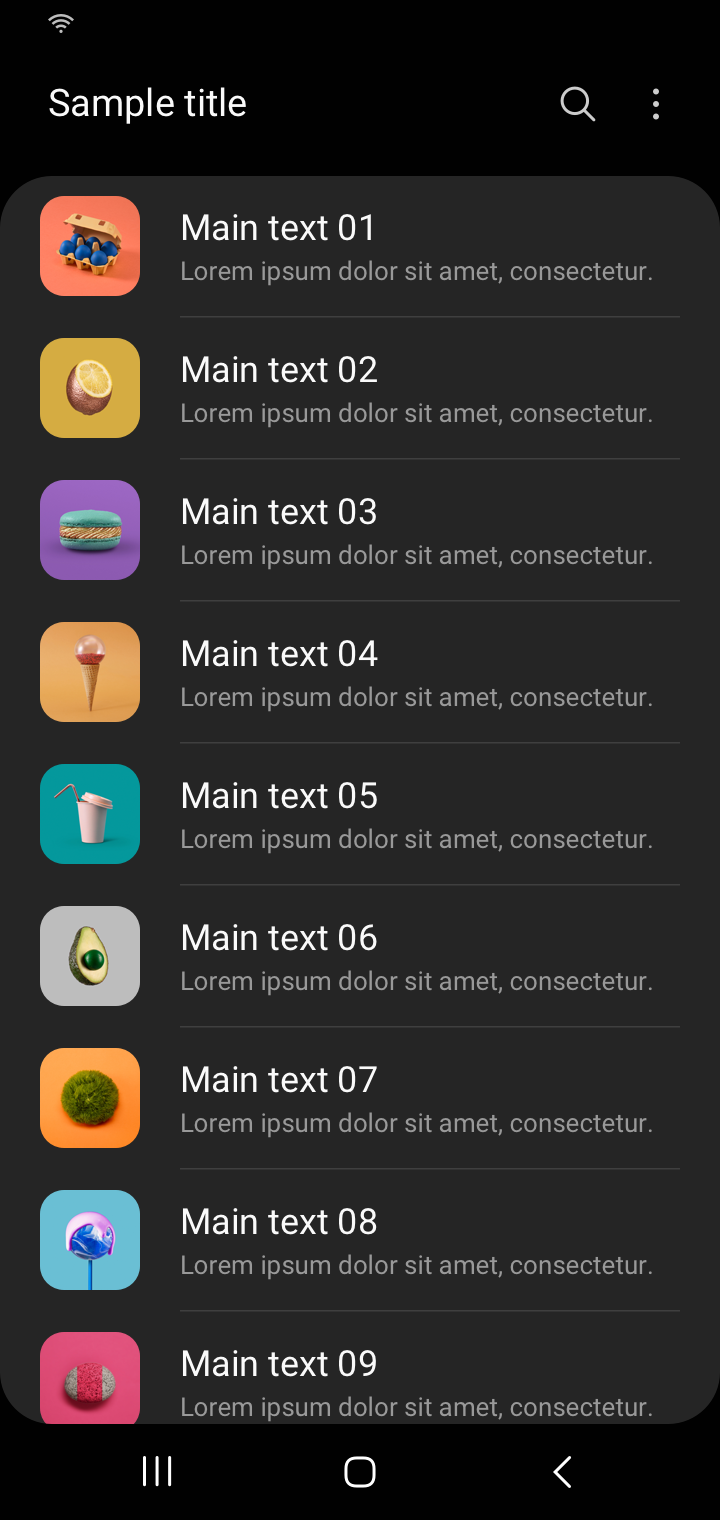 Sample title
Main text 01
Lorem ipsum dolor sit amet, consectetur.
Main text 02
Lorem ipsum dolor sit amet, consectetur.
Main text 03
Lorem ipsum dolor sit amet, consectetur.
Main text 04
Lorem ipsum dolor sit amet, consectetur.
Main text 05
Lorem ipsum dolor sit amet, consectetur.
Main text 06
Lorem ipsum dolor sit amet, consectetur.
Main text 07
Lorem ipsum dolor sit amet, consectetur.
Main text 08
Lorem ipsum dolor sit amet, consectetur.
Main text 09
Lorem ipsum dolor sit amet, consectetur.